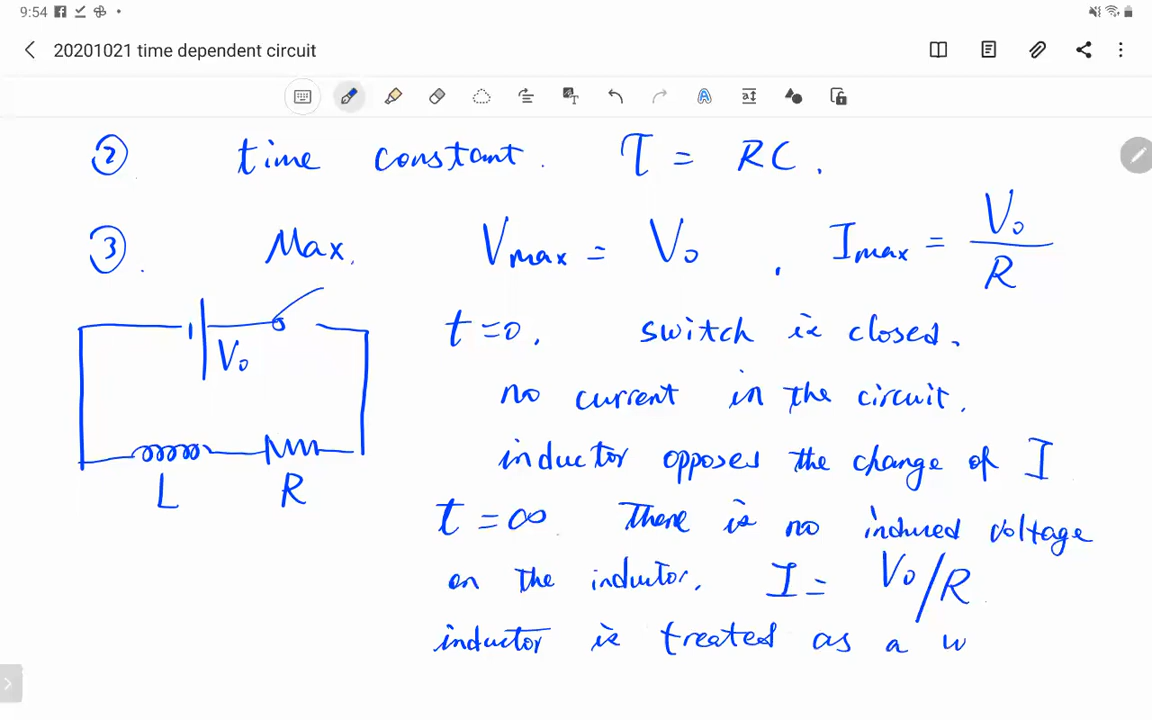 9:54
20201021 time dependent circuit
② time constant. τ = RC.
③. Max. Vmax = V₀, Imax = V₀/R
V₀
L R
t=0, switch is closed.
no current in the circuit.
inductor opposes the change of I
t = ∞ There is no induced voltage
on the inductor. I = V₀/R
inductor is treated as a w